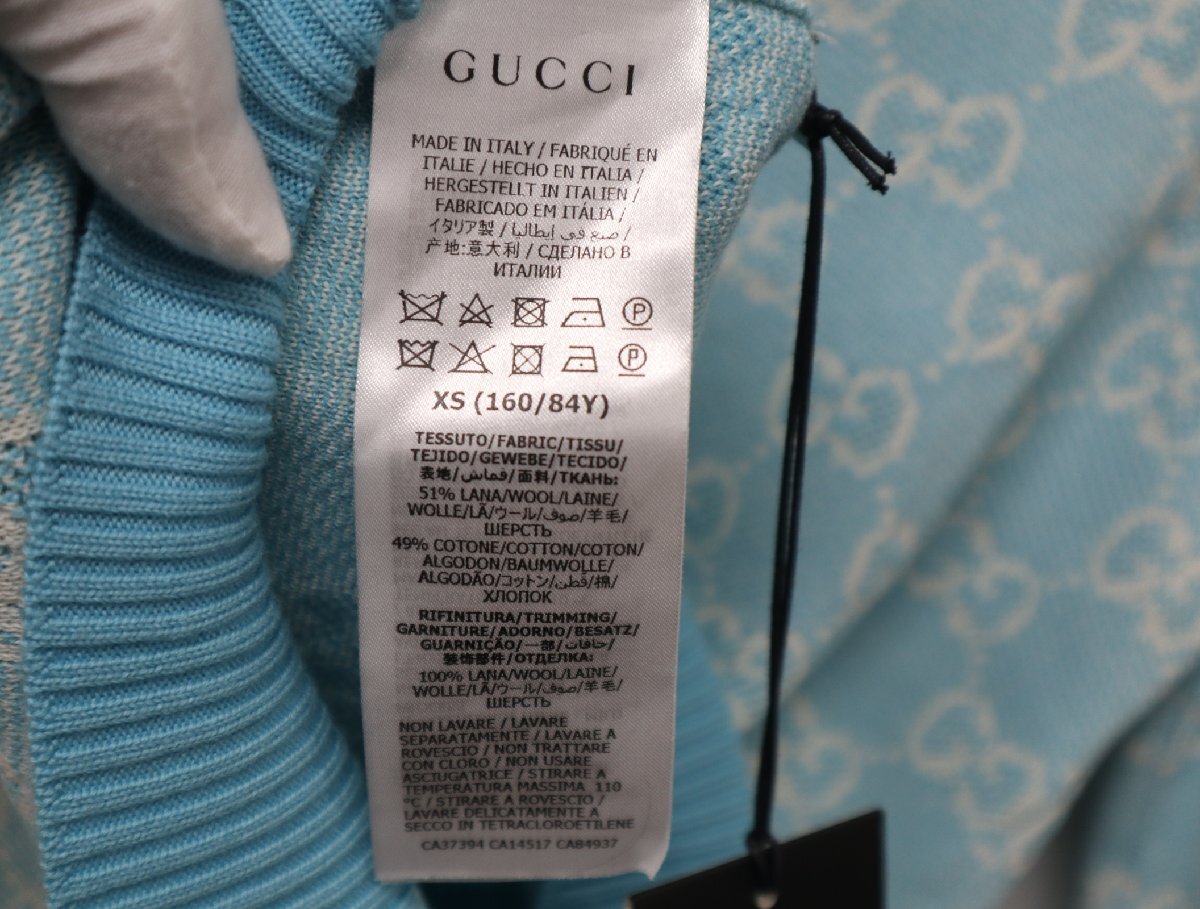 GUCCI
MADE IN ITALY / FABRIQUÉ EN
ITALIE / HECHO EN ITALIA /
HERGESTELLT IN ITALIEN /
FABRICADO EM ITÁLIA /
イタリア製 / صنع في إيطاليا /
产地:意大利 / СДЕЛАНО В
ИТАЛИИ
P
P
XS (160/84Y)
TESSUTO/FABRIC/TISSU/
TEJIDO/GEWEBE/TECIDO/
表地/قماش/面料/ТКАНЬ:
51% LANA/WOOL/LAINE/
WOLLE/LÃ/ウール/صوف/羊毛/
ШЕРСТЬ
49% COTONE/COTTON/COTON/
ALGODON/BAUMWOLLE/
ALGODÃO/コットン/قطن/棉/
ХЛОПОК
RIFINITURA/TRIMMING/
GARNITURE/ADORNO/BESATZ/
GUARNIÇÃO/一部/حافات/
装饰部件/ОТДЕЛКА:
100% LANA/WOOL/LAINE/
WOLLE/LÃ/ウール/صوف/羊毛/
ШЕРСТЬ
NON LAVARE / LAVARE
SEPARATAMENTE / LAVARE A
ROVESCIO / NON TRATTARE
CON CLORO / NON USARE
ASCIUGATRICE / STIRARE A
TEMPERATURA MASSIMA 110
°C / STIRARE A ROVESCIO /
LAVARE DELICATAMENTE A
SECCO IN TETRACLOROETILENE
CA37394 CA14517 CA84937